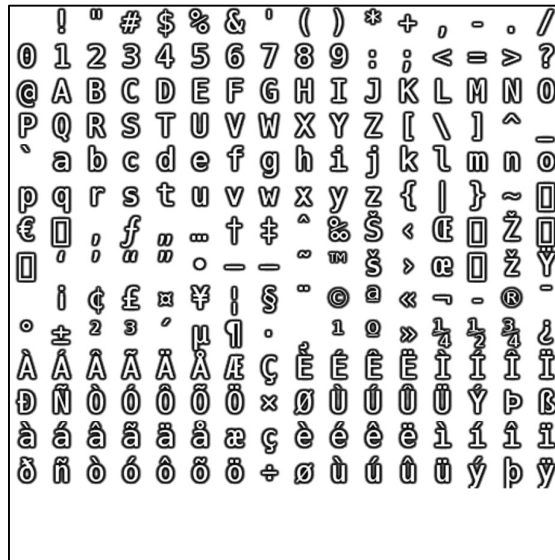 ! " # $ % & ' ( ) * + , - . /
0 1 2 3 4 5 6 7 8 9 : ; < = > ?
@ A B C D E F G H I J K L M N O
P Q R S T U V W X Y Z [ \ ] ^ _
` a b c d e f g h i j k l m n o
p q r s t u v w x y z { | } ~ ▯
€ ▯ ‚ ƒ „ … † ‡ ˆ ‰ Š ‹ Œ ▯ Ž ▯
▯ ‘ ’ “ ” • – — ˜ ™ š › œ ▯ ž Ÿ
¡ ¢ £ ¤ ¥ ¦ § ¨ © ª « ¬ - ® ¯
° ± ² ³ ´ µ ¶ · ¸ ¹ º » ¼ ½ ¾ ¿
À Á Â Ã Ä Å Æ Ç È É Ê Ë Ì Í Î Ï
Ð Ñ Ò Ó Ô Õ Ö × Ø Ù Ú Û Ü Ý Þ ß
à á â ã ä å æ ç è é ê ë ì í î ï
ð ñ ò ó ô õ ö ÷ ø ù ú û ü ý þ ÿ